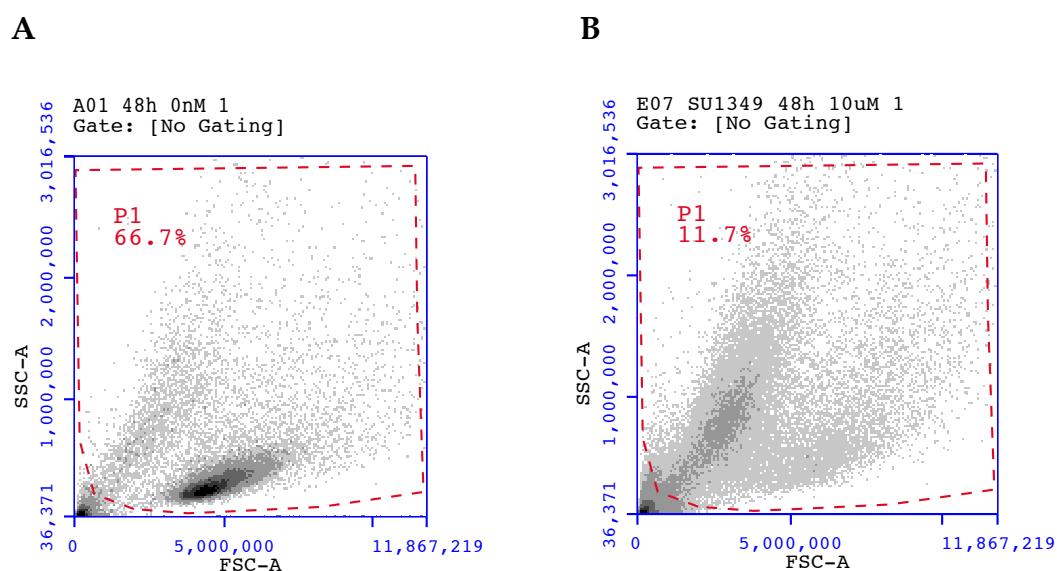 A
B
A01 48h 0nM 1
Gate: [No Gating]
P1
66.7%
SSC-A
3,016,536
2,000,000
1,000,000
36,371
0
5,000,000
11,867,219
FSC-A
E07 SU1349 48h 10uM 1
Gate: [No Gating]
P1
11.7%
SSC-A
3,016,536
2,000,000
1,000,000
36,371
0
5,000,000
11,867,219
FSC-A